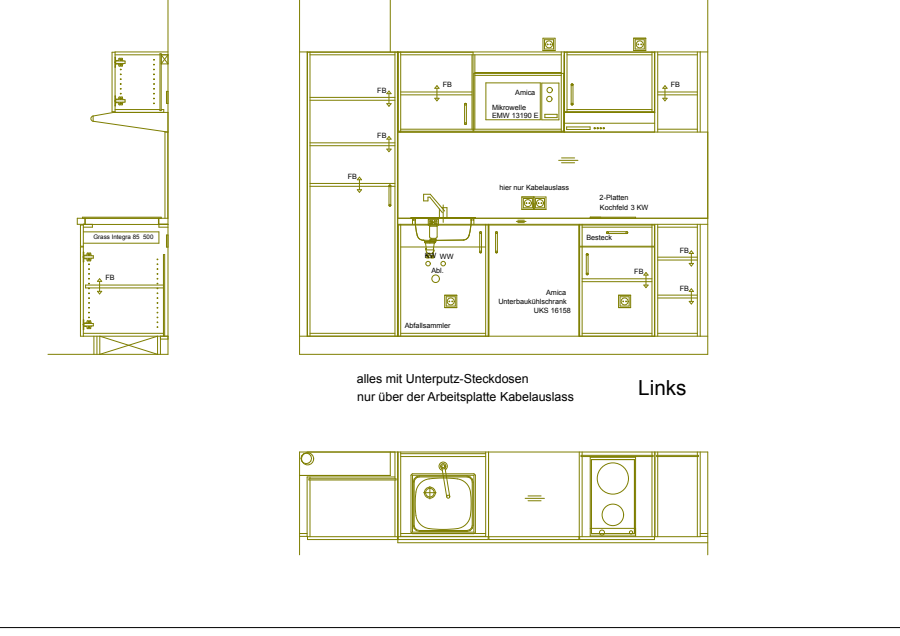 FB
FB
Amica
FB
Mikrowelle
EMW 13190 E
FB
FB
hier nur Kabelauslass
2-Platten
Kochfeld 3 KW
Grass Integra 85 500
Besteck
FB
KW WW
Abl.
FB
FB
FB
Amica
Unterbaukühlschrank
UKS 16158
Abfallsammler
alles mit Unterputz-Steckdosen
nur über der Arbeitsplatte Kabelauslass
Links